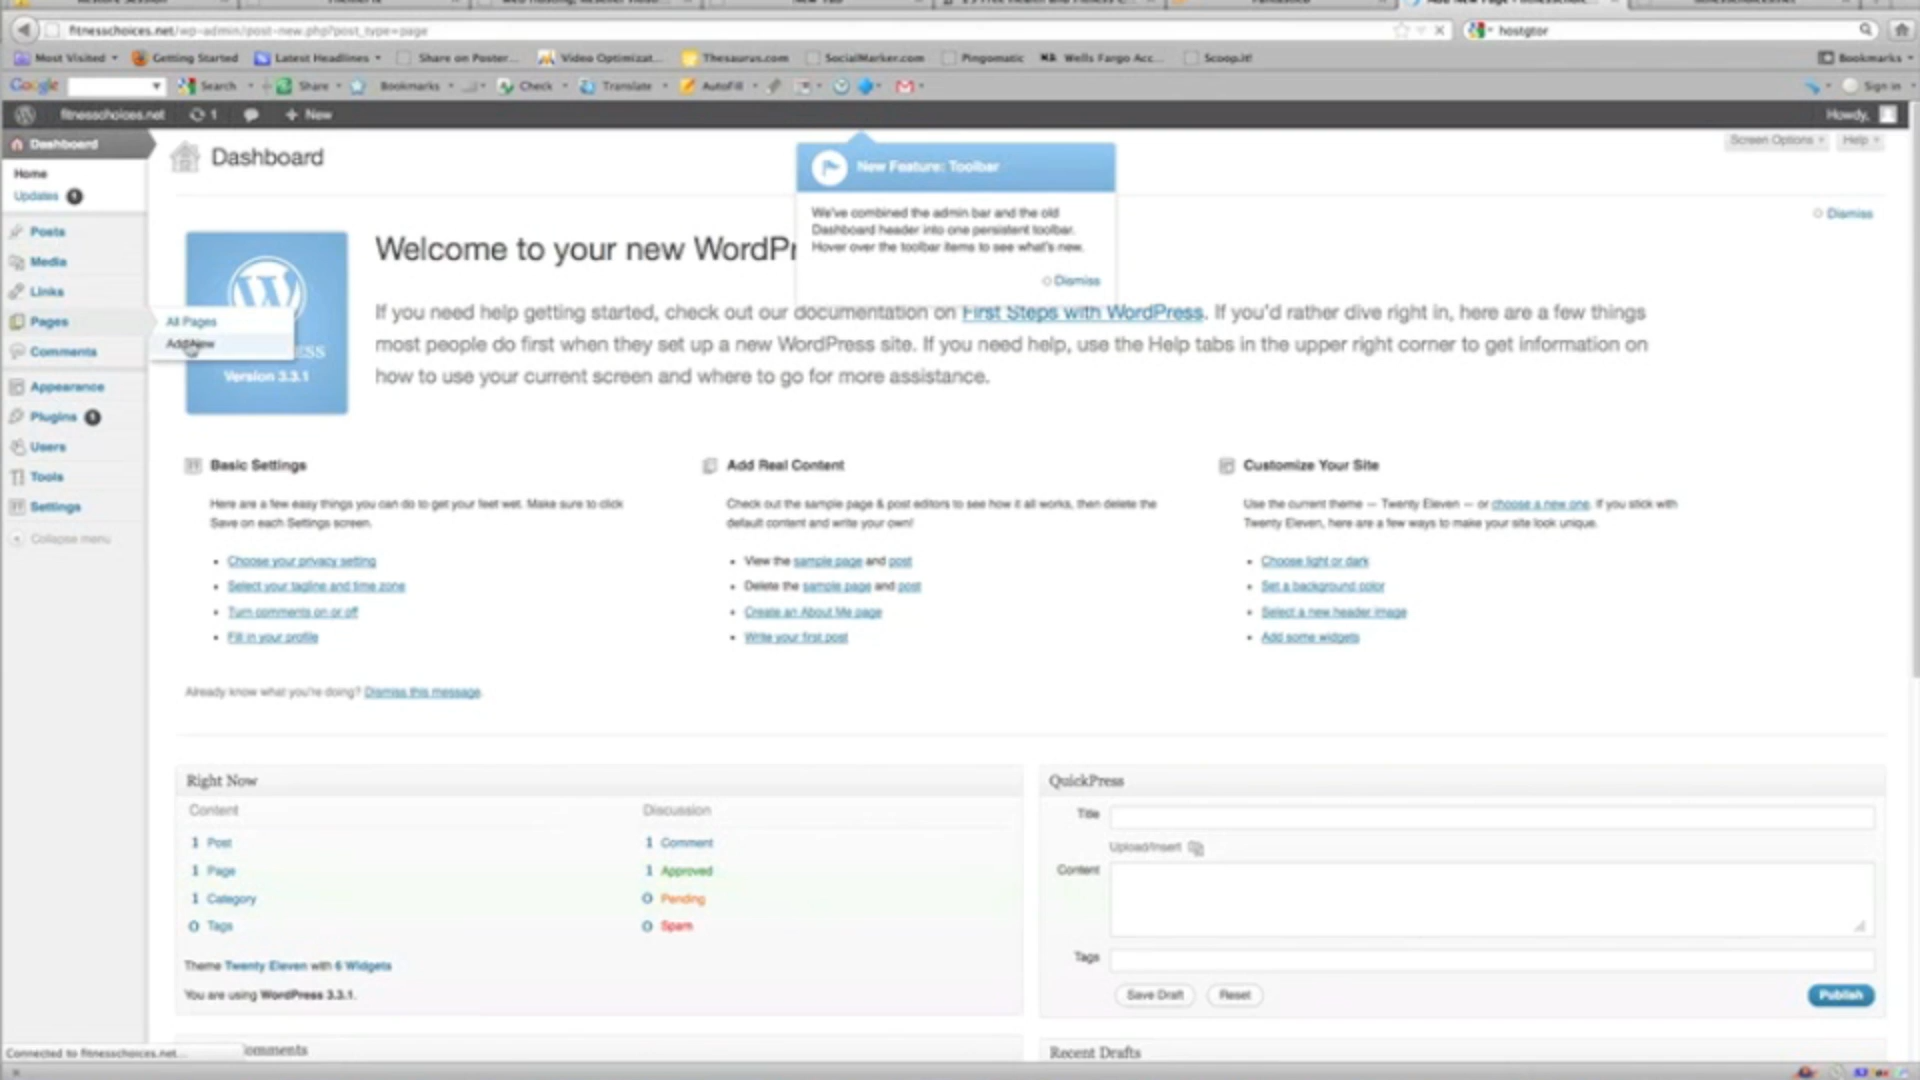 Restore Session
New Tab
fitnesschoices.net/wp-admin/post-new.php?post_type=page
hostgtor
Most Visited
Getting Started
Latest Headlines
Share on Poster...
Video Optimizat...
Thesaurus.com
SocialMarker.com
Pingomatic
Wells Fargo Acc...
Scoop.it!
Bookmarks
Google
Search
Share
Bookmarks
Check
Translate
AutoFill
Sign in
fitnesschoices.net
1
New
Howdy,
Dashboard
Home
Updates
Posts
Media
Links
Pages
Comments
Appearance
Plugins
Users
Tools
Settings
Collapse menu
All Pages
Add New
Dashboard
Screen Options
Help
New Feature: Toolbar
We've combined the admin bar and the old
Dashboard header into one persistent toolbar.
Hover over the toolbar items to see what's new.
Dismiss
Dismiss
W
ESS
Version 3.3.1
Welcome to your new WordPr
If you need help getting started, check out our documentation on First Steps with WordPress. If you'd rather dive right in, here are a few things
most people do first when they set up a new WordPress site. If you need help, use the Help tabs in the upper right corner to get information on
how to use your current screen and where to go for more assistance.
Basic Settings
Here are a few easy things you can do to get your feet wet. Make sure to click
Save on each Settings screen.
Choose your privacy setting
Select your tagline and time zone
Turn comments on or off
Fill in your profile
Add Real Content
Check out the sample page & post editors to see how it all works, then delete the
default content and write your own!
View the sample page and post
Delete the sample page and post
Create an About Me page
Write your first post
Customize Your Site
Use the current theme — Twenty Eleven — or choose a new one. If you stick with
Twenty Eleven, here are a few ways to make your site look unique.
Choose light or dark
Set a background color
Select a new header image
Add some widgets
Already know what you're doing? Dismiss this message.
Right Now
Content
1 Post
1 Page
1 Category
0 Tags
Discussion
1 Comment
1 Approved
0 Pending
0 Spam
Theme Twenty Eleven with 6 Widgets
You are using WordPress 3.3.1.
QuickPress
Title
Upload/Insert
Content
Tags
Save Draft
Reset
Publish
Connected to fitnesschoices.net...
omments
Recent Drafts